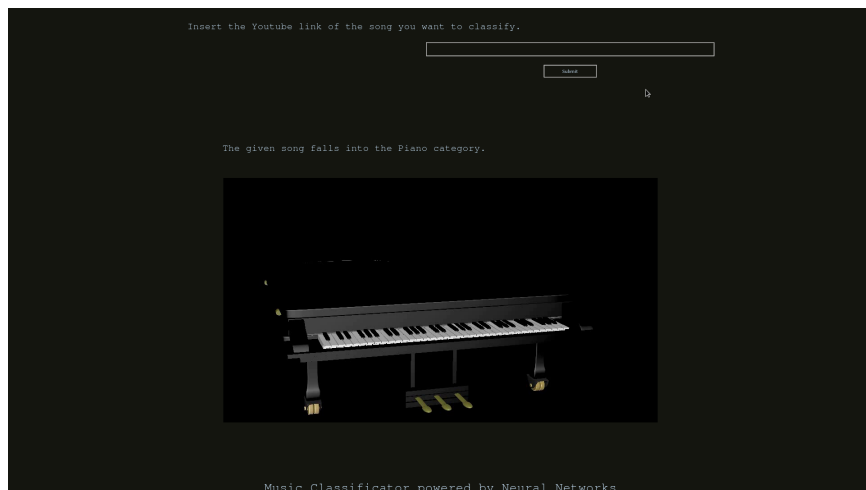 Insert the Youtube link of the song you want to classify.
Submit
The given song falls into the Piano category.
Music Classificator powered by Neural Networks